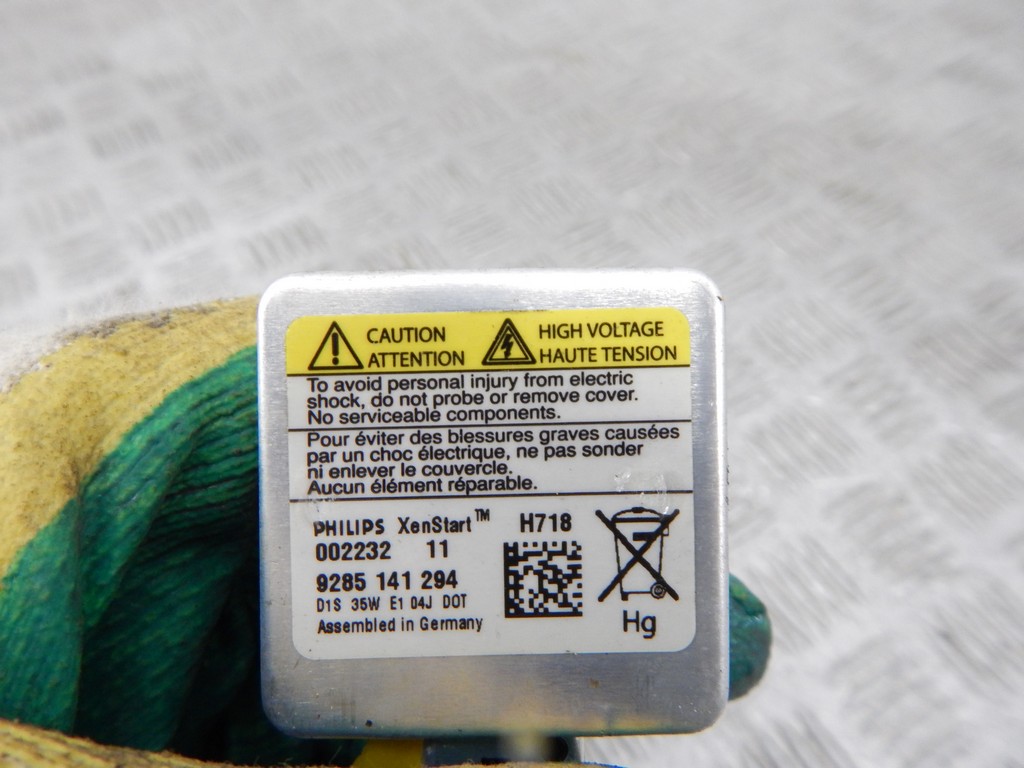 CAUTION
ATTENTION
HIGH VOLTAGE
HAUTE TENSION
To avoid personal injury from electric
shock, do not probe or remove cover.
No serviceable components.
Pour éviter des blessures graves causées
par un choc électrique, ne pas sonder
ni enlever le couvercle.
Aucun élément réparable.
PHILIPS XenStart™ H718
002232 11
9285 141 294
D1S 35W E1 04J DOT
Assembled in Germany
Hg